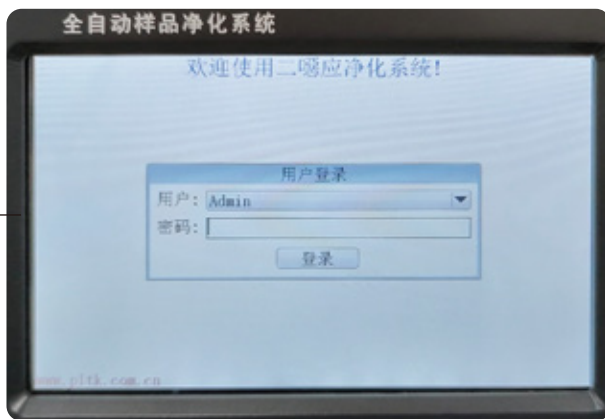 全自动样品净化系统
欢迎使用二噁应净化系统!
用户登录
用户: Admin
密码:
登录
www.pltk.com.cn